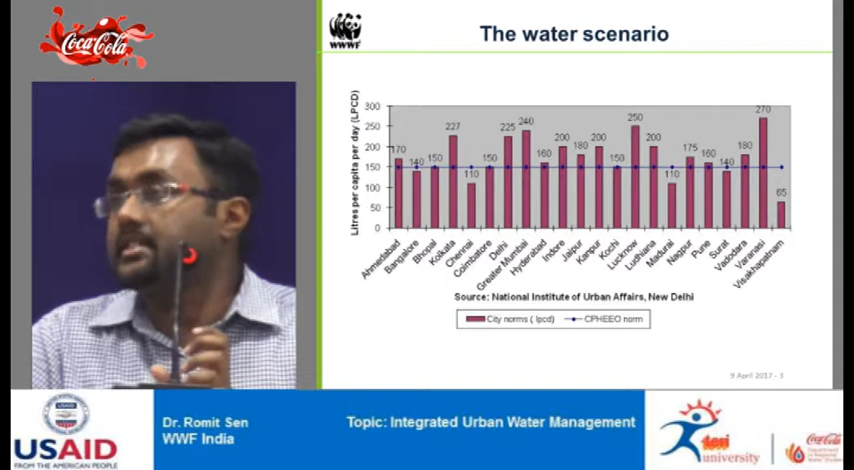 Coca-Cola
WWF
The water scenario
Litres per capita per day (LPCD)
300
250
200
150
100
50
0
170
140
150
227
110
150
225
240
160
200
180
200
150
250
200
110
175
160
140
180
270
65
Ahmedabad
Bangalore
Bhopal
Kolkata
Chennai
Coimbatore
Delhi
Greater Mumbai
Hyderabad
Indore
Jaipur
Kanpur
Kochi
Lucknow
Ludhiana
Madurai
Nagpur
Pune
Surat
Vadodara
Varanasi
Visakhapatnam
Source: National Institute of Urban Affairs, New Delhi
City norms ( lpcd)
CPHEEO norm
9 April 2017 - 3
USAID
FROM THE AMERICAN PEOPLE
Dr. Romit Sen
WWF India
Topic: Integrated Urban Water Management
teri
university
Coca-Cola